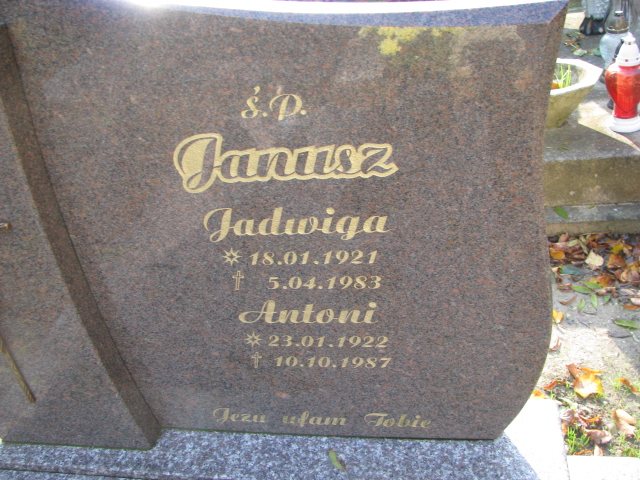 Ś.P.
Janusz
Jadwiga
18.01.1921
† 5.04.1983
Antoni
23.01.1922
† 10.10.1987
Jezu ufam Tobie